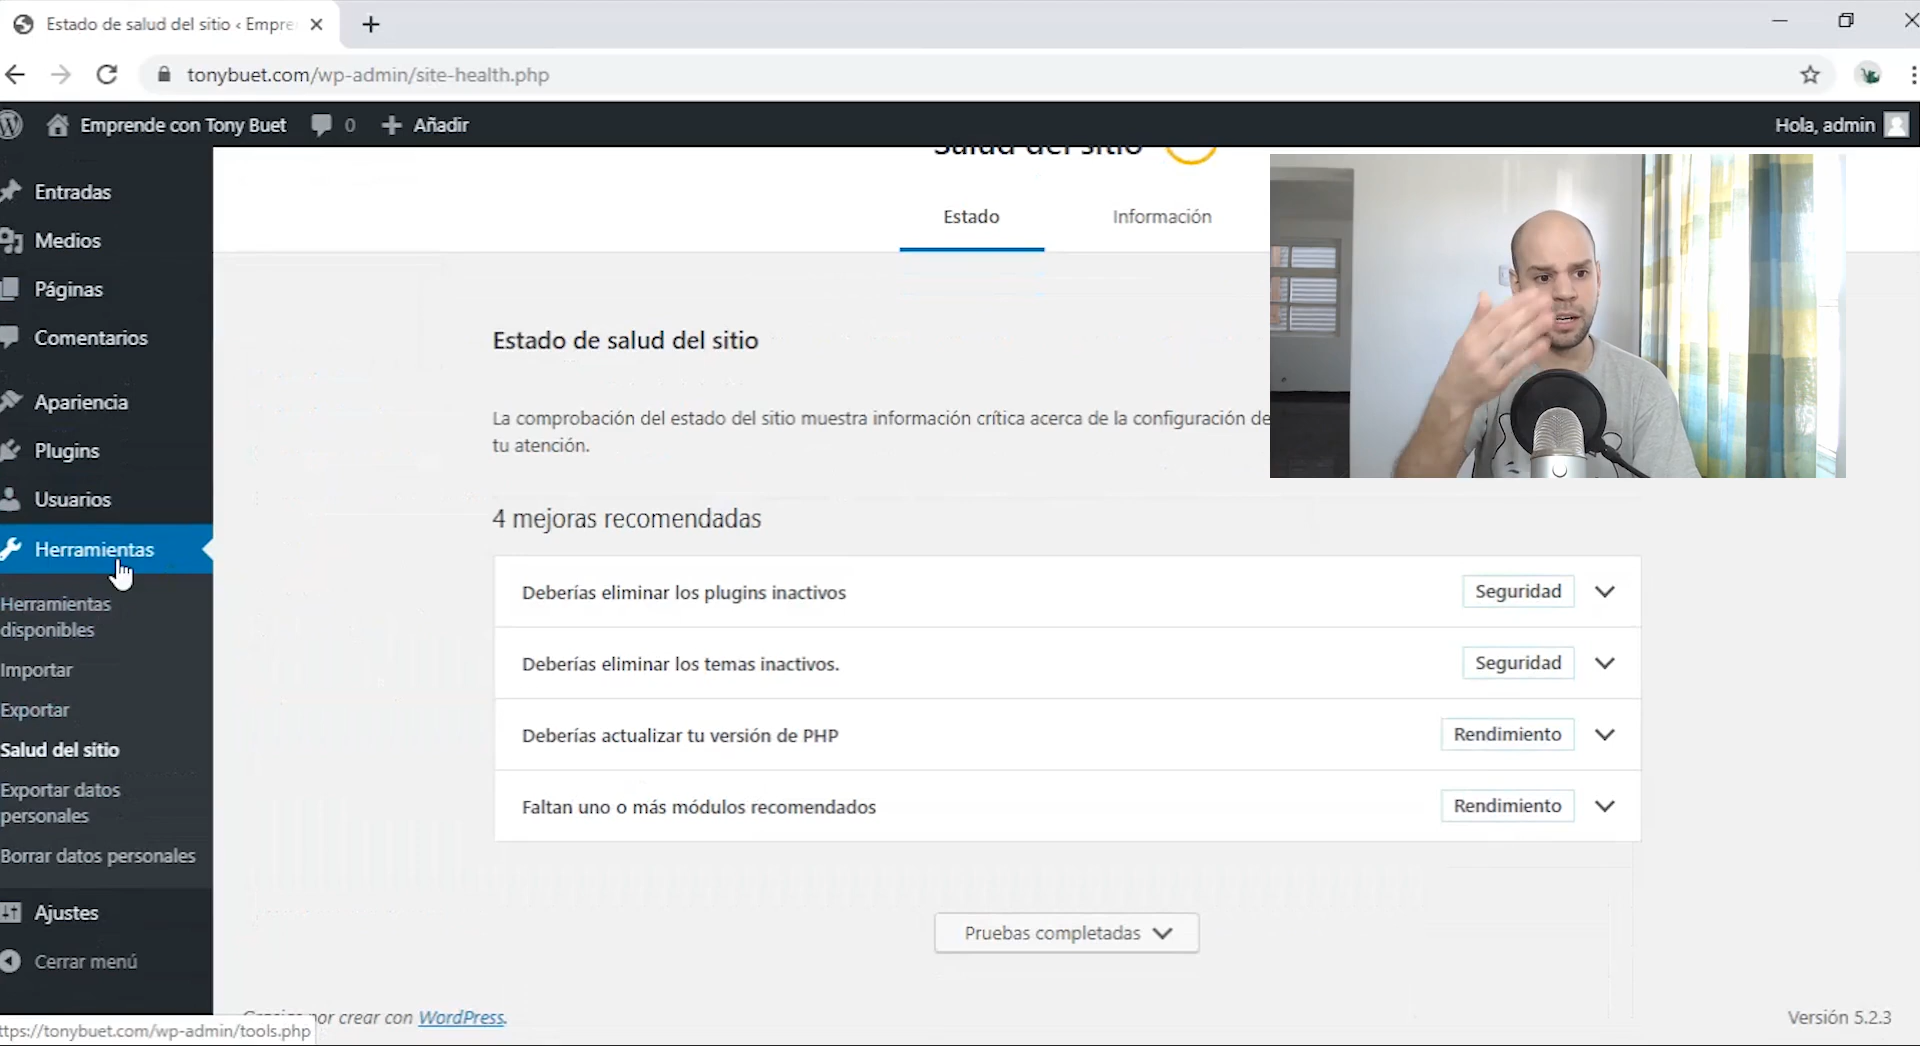 Estado de salud del sitio ‹ Empre
tonybuet.com/wp-admin/site-health.php
Emprende con Tony Buet
0
Añadir
Hola, admin
Entradas
Medios
Páginas
Comentarios
Apariencia
Plugins
Usuarios
Herramientas
Herramientas
disponibles
Importar
Exportar
Salud del sitio
Exportar datos
personales
Borrar datos personales
Ajustes
Cerrar menú
ttps://tonybuet.com/wp-admin/tools.php
Salud del sitio
Estado
Información
Estado de salud del sitio
La comprobación del estado del sitio muestra información crítica acerca de la configuración de
tu atención.
4 mejoras recomendadas
Deberías eliminar los plugins inactivos
Seguridad
Deberías eliminar los temas inactivos.
Seguridad
Deberías actualizar tu versión de PHP
Rendimiento
Faltan uno o más módulos recomendados
Rendimiento
Pruebas completadas
por crear con WordPress.
Versión 5.2.3